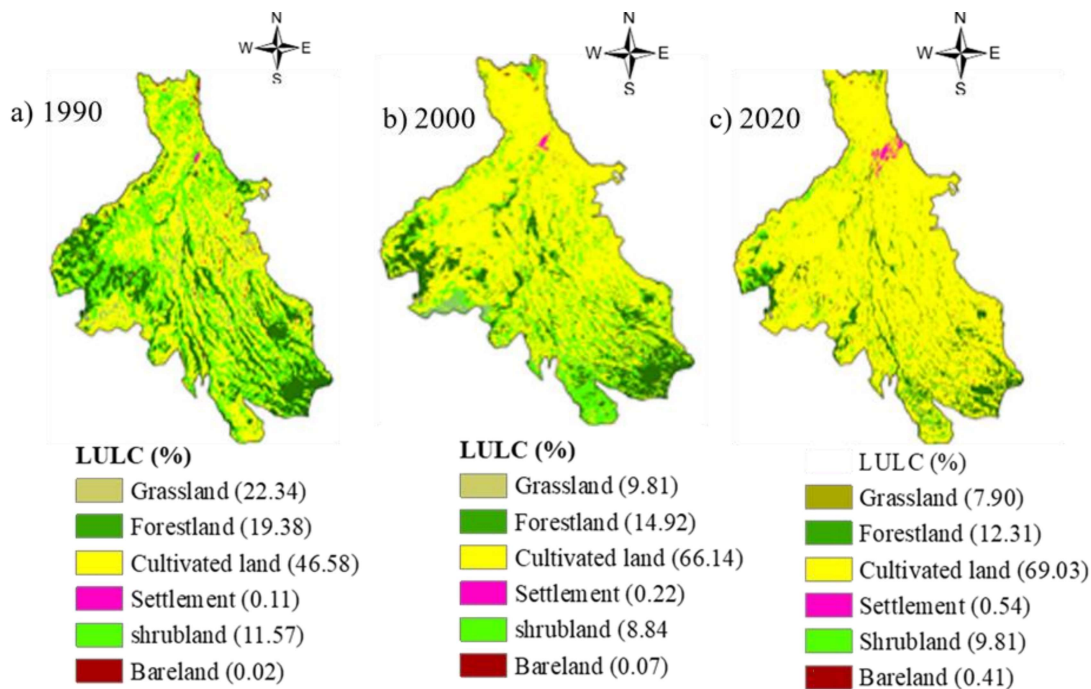 N
W E
S
a) 1990
LULC (%)
Grassland (22.34)
Forestland (19.38)
Cultivated land (46.58)
Settlement (0.11)
shrubland (11.57)
Bareland (0.02)
N
W E
S
b) 2000
LULC (%)
Grassland (9.81)
Forestland (14.92)
Cultivated land (66.14)
Settlement (0.22)
shrubland (8.84
Bareland (0.07)
N
W E
S
c) 2020
LULC (%)
Grassland (7.90)
Forestland (12.31)
Cultivated land (69.03)
Settlement (0.54)
Shrubland (9.81)
Bareland (0.41)